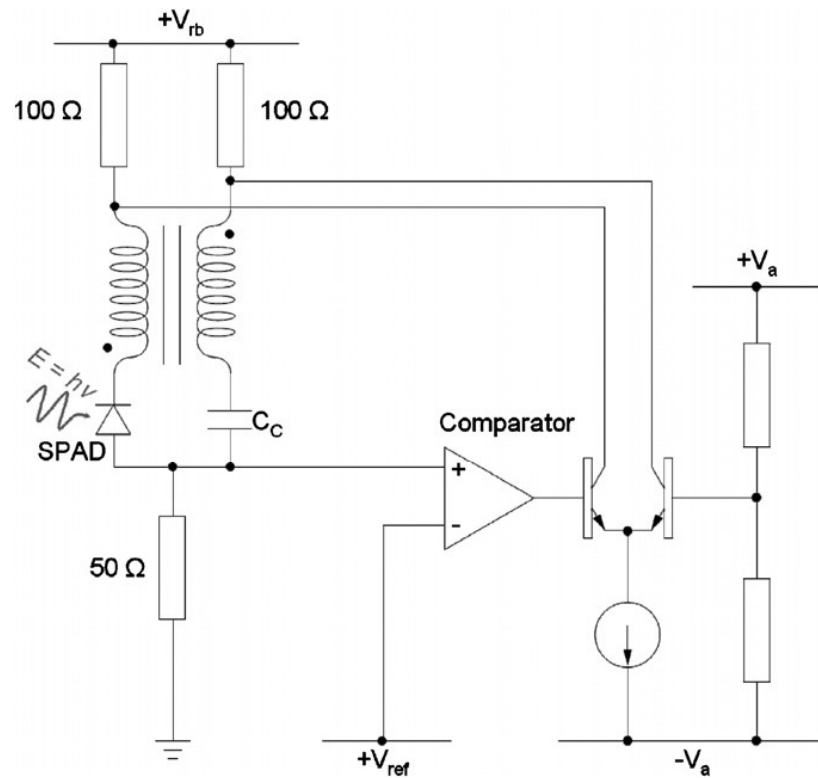 +Vrb
100 Ω
100 Ω
+Va
E = hν
SPAD
CC
Comparator
+
-
50 Ω
+Vref
-Va